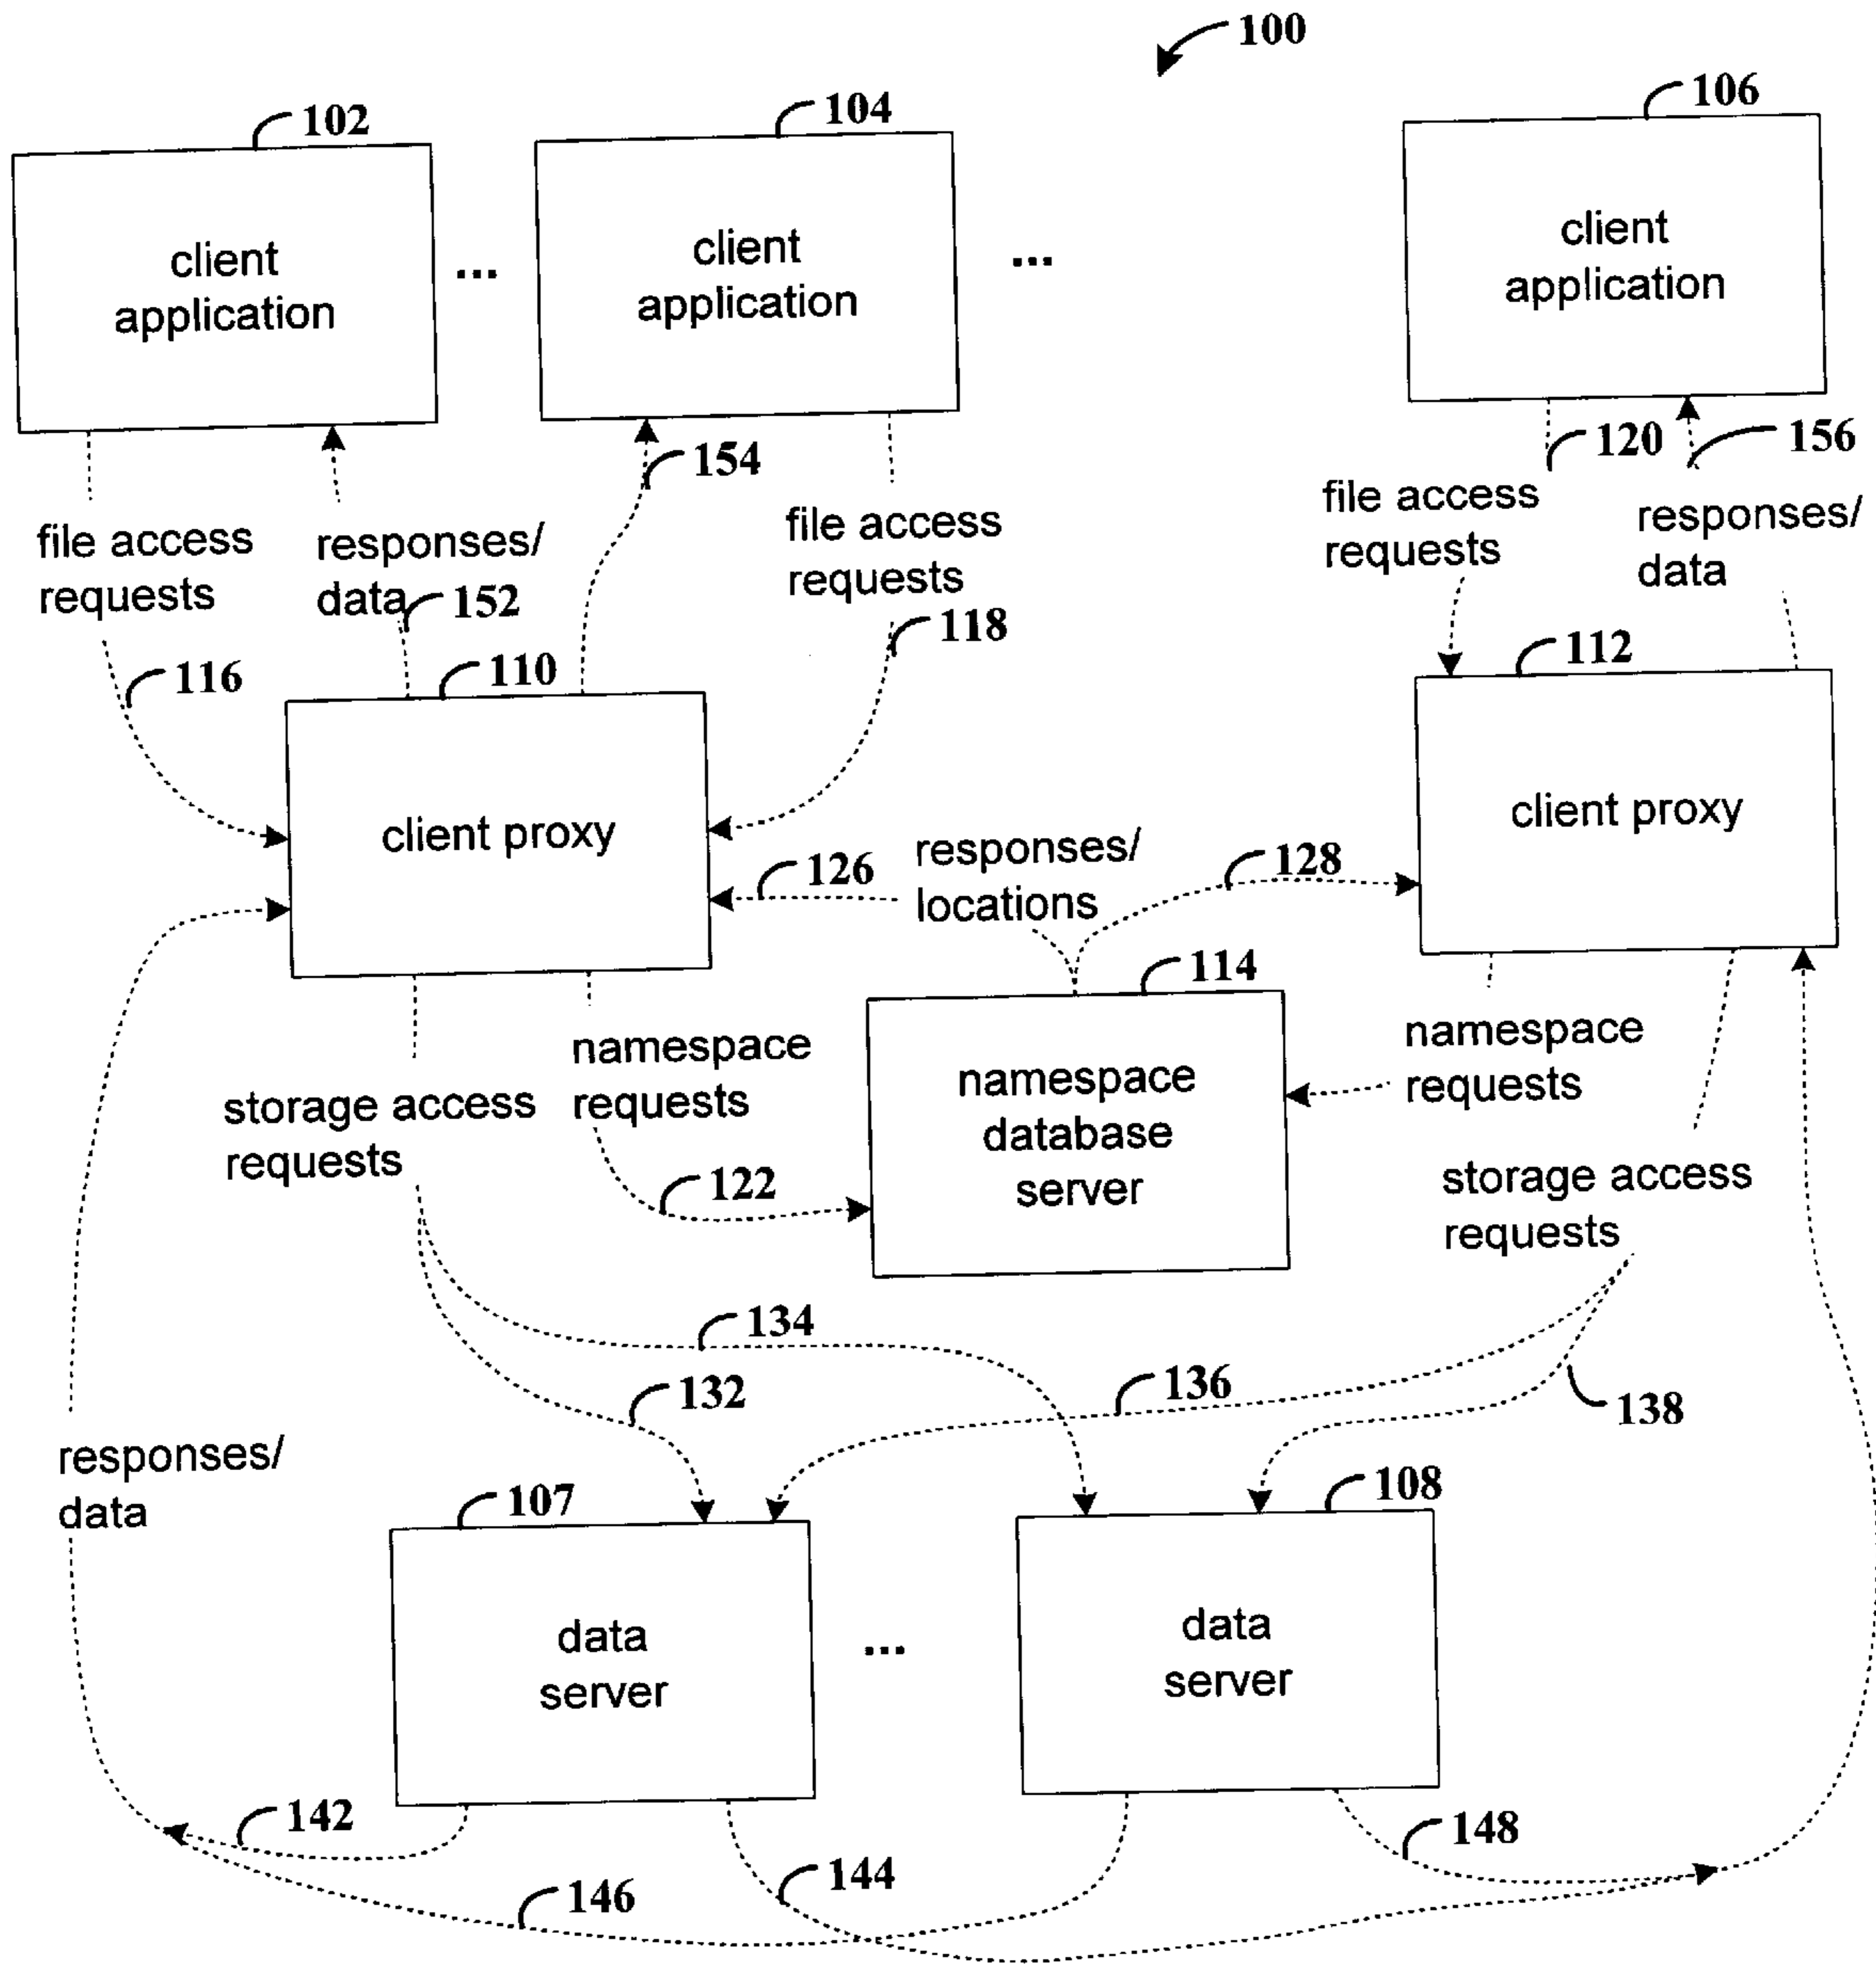 100
102
104
106
client
application
...
client
application
...
client
application
154
120
156
file access
requests
responses/
data
152
file access
requests
118
file access
requests
responses/
data
116
110
112
client proxy
client proxy
126
responses/
locations
128
114
namespace
requests
storage access
requests
122
namespace
database
server
namespace
requests
storage access
requests
134
132
136
138
responses/
data
107
108
data
server
...
data
server
142
144
146
148